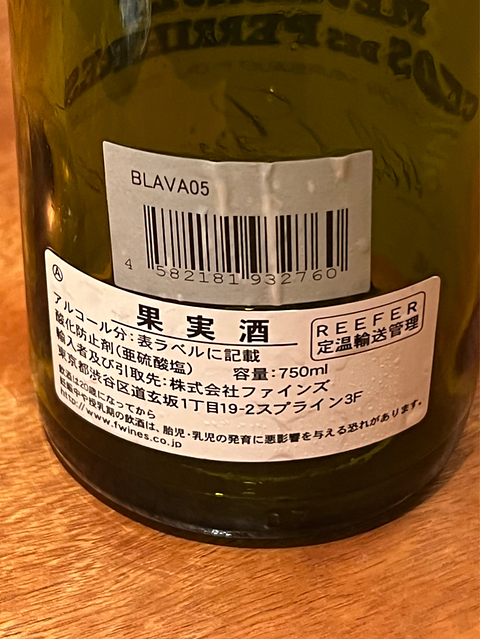 CLOS DES PERRIERES
BLAVA05
4 582181 932760
Ⓐ
果実酒
REEFER
定温輸送管理
アルコール分:表ラベルに記載
酸化防止剤(亜硫酸塩) 容量:750ml
輸入者及び引取先:株式会社ファインズ
東京都渋谷区道玄坂1丁目19-2スプライン3F
飲酒は20歳になってから
妊娠中や授乳期の飲酒は、胎児・乳児の発育に悪影響を与える恐れがあります。
http://www.fwines.co.jp